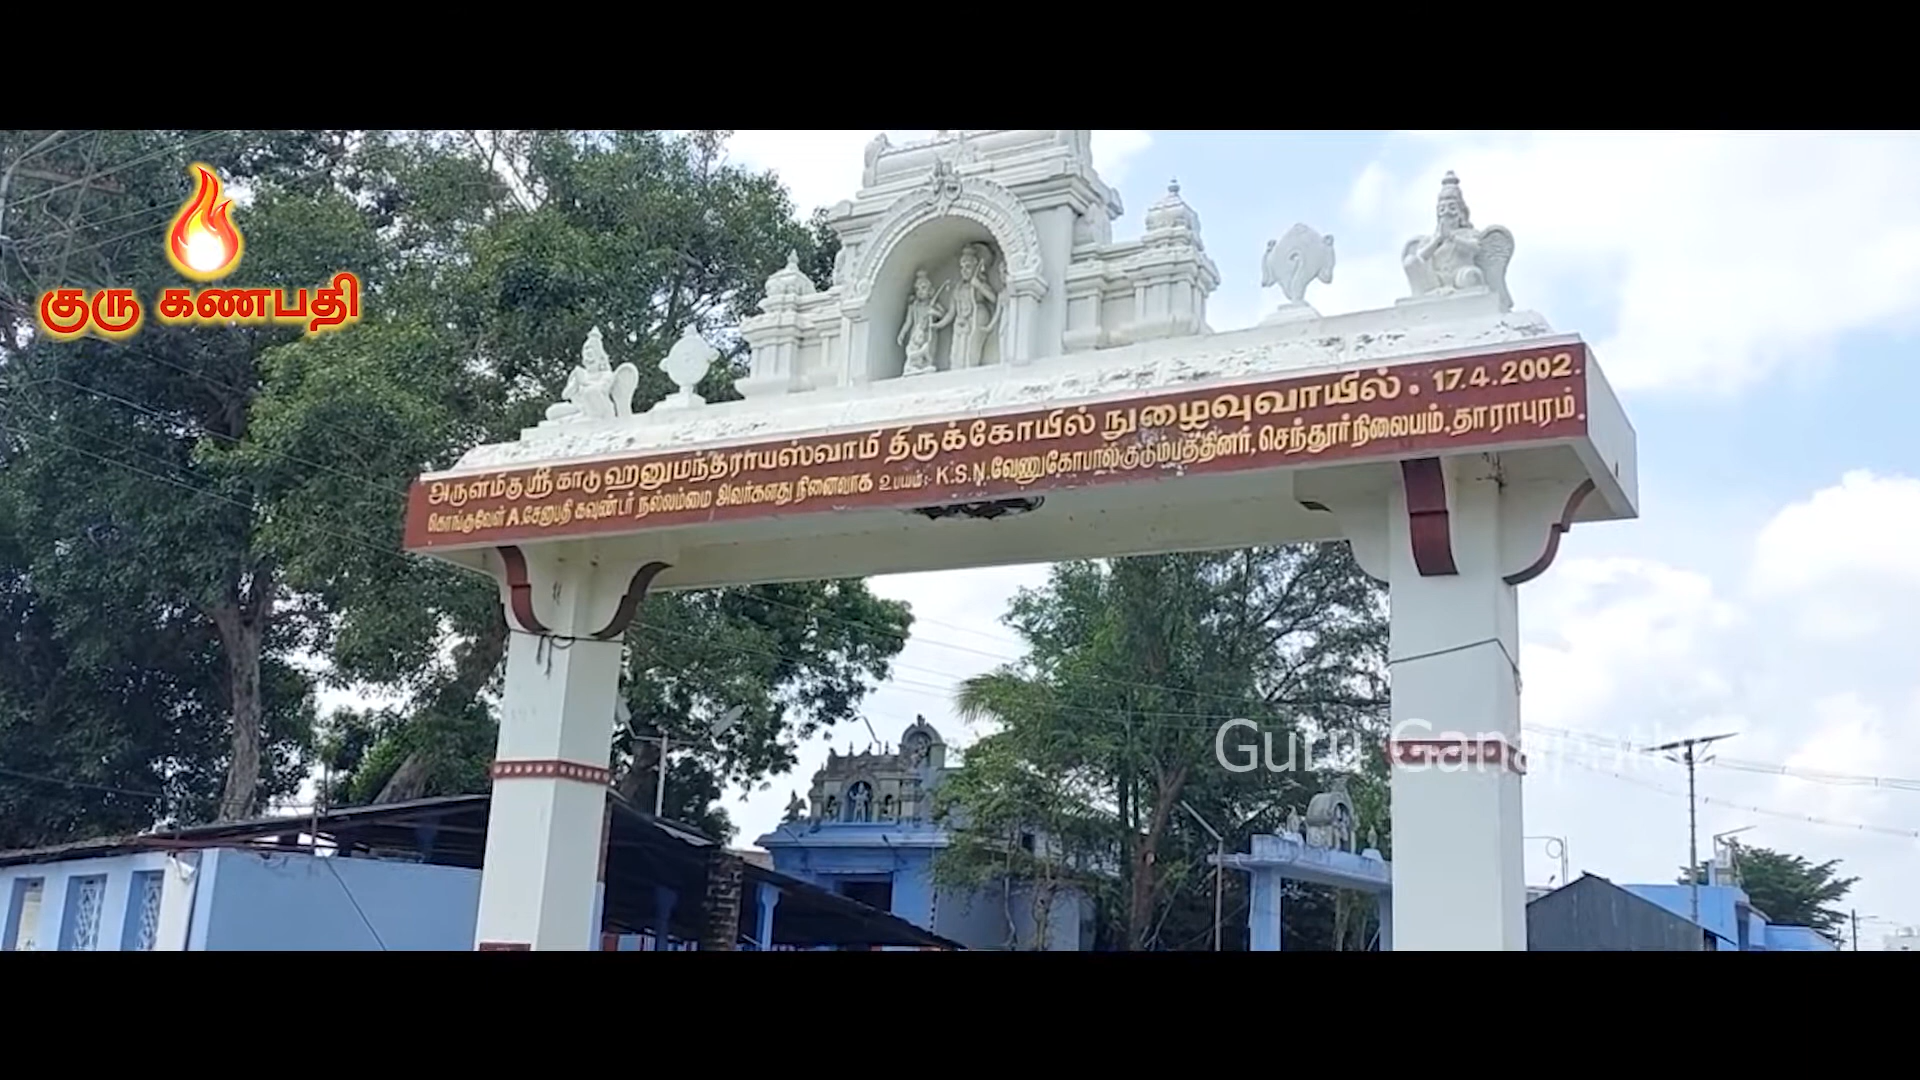 குரு கணபதி
அருள்மிகு ஸ்ரீ காடு ஹனுமந்தராயஸ்வாமி திருக்கோயில் நுழைவுவாயில். 17.4.2002.
கொங்குவேள் A.சேனாபதி கவுண்டர் நல்லம்மை அவர்களது நினைவாக உபயம்:- K.S.N.வேணுகோபால் குடும்பத்தினர், செந்தூர் நிலையம், தாராபுரம்.
Guru Ganapothi